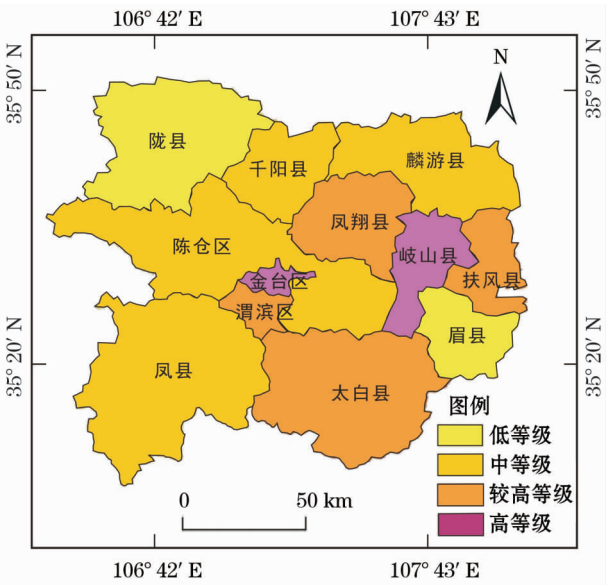 106° 42′ E
107° 43′ E
35° 50′ N
35° 50′ N
N
陇县
千阳县
麟游县
凤翔县
陈仓区
岐山县
金台区
扶风县
渭滨区
眉县
35° 20′ N
35° 20′ N
凤县
太白县
图例
低等级
中等级
较高等级
高等级
0 50 km
106° 42′ E
107° 43′ E